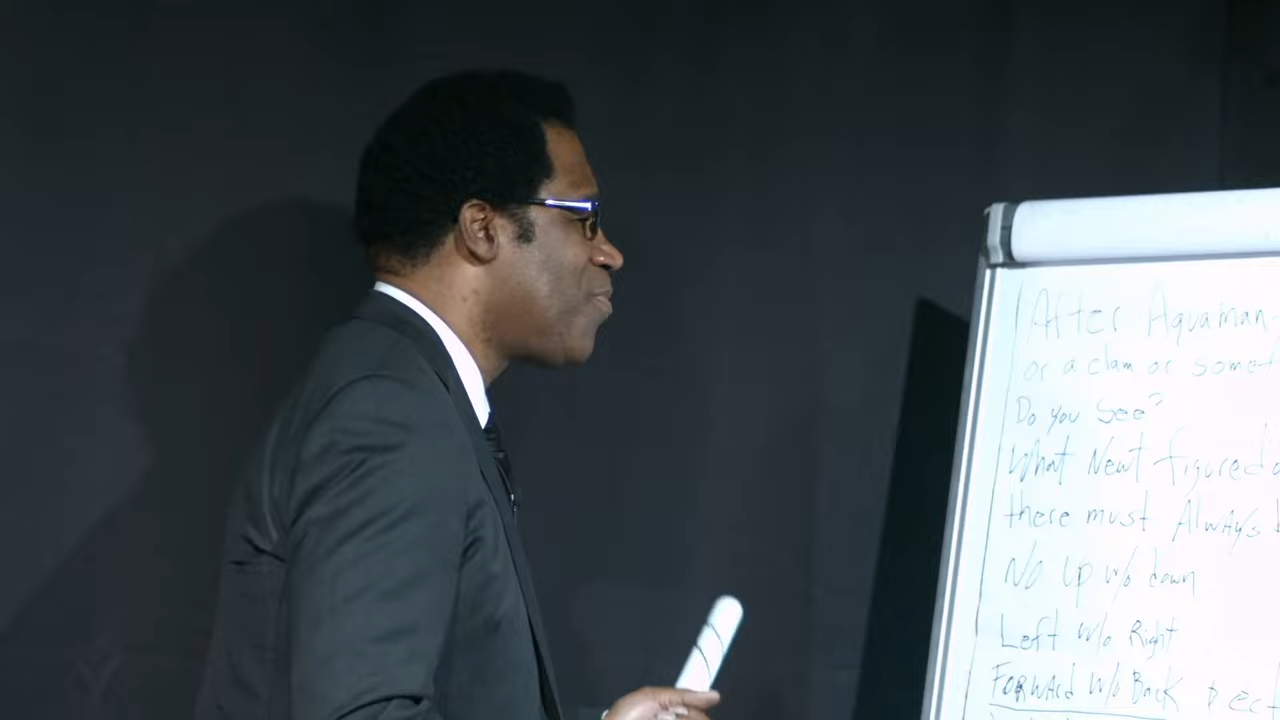 After Aquaman
or a clam or some
Do you See?
What Newt figured
there must Always
No Up w/o down
Left w/o Right
FORWARD w/o Back